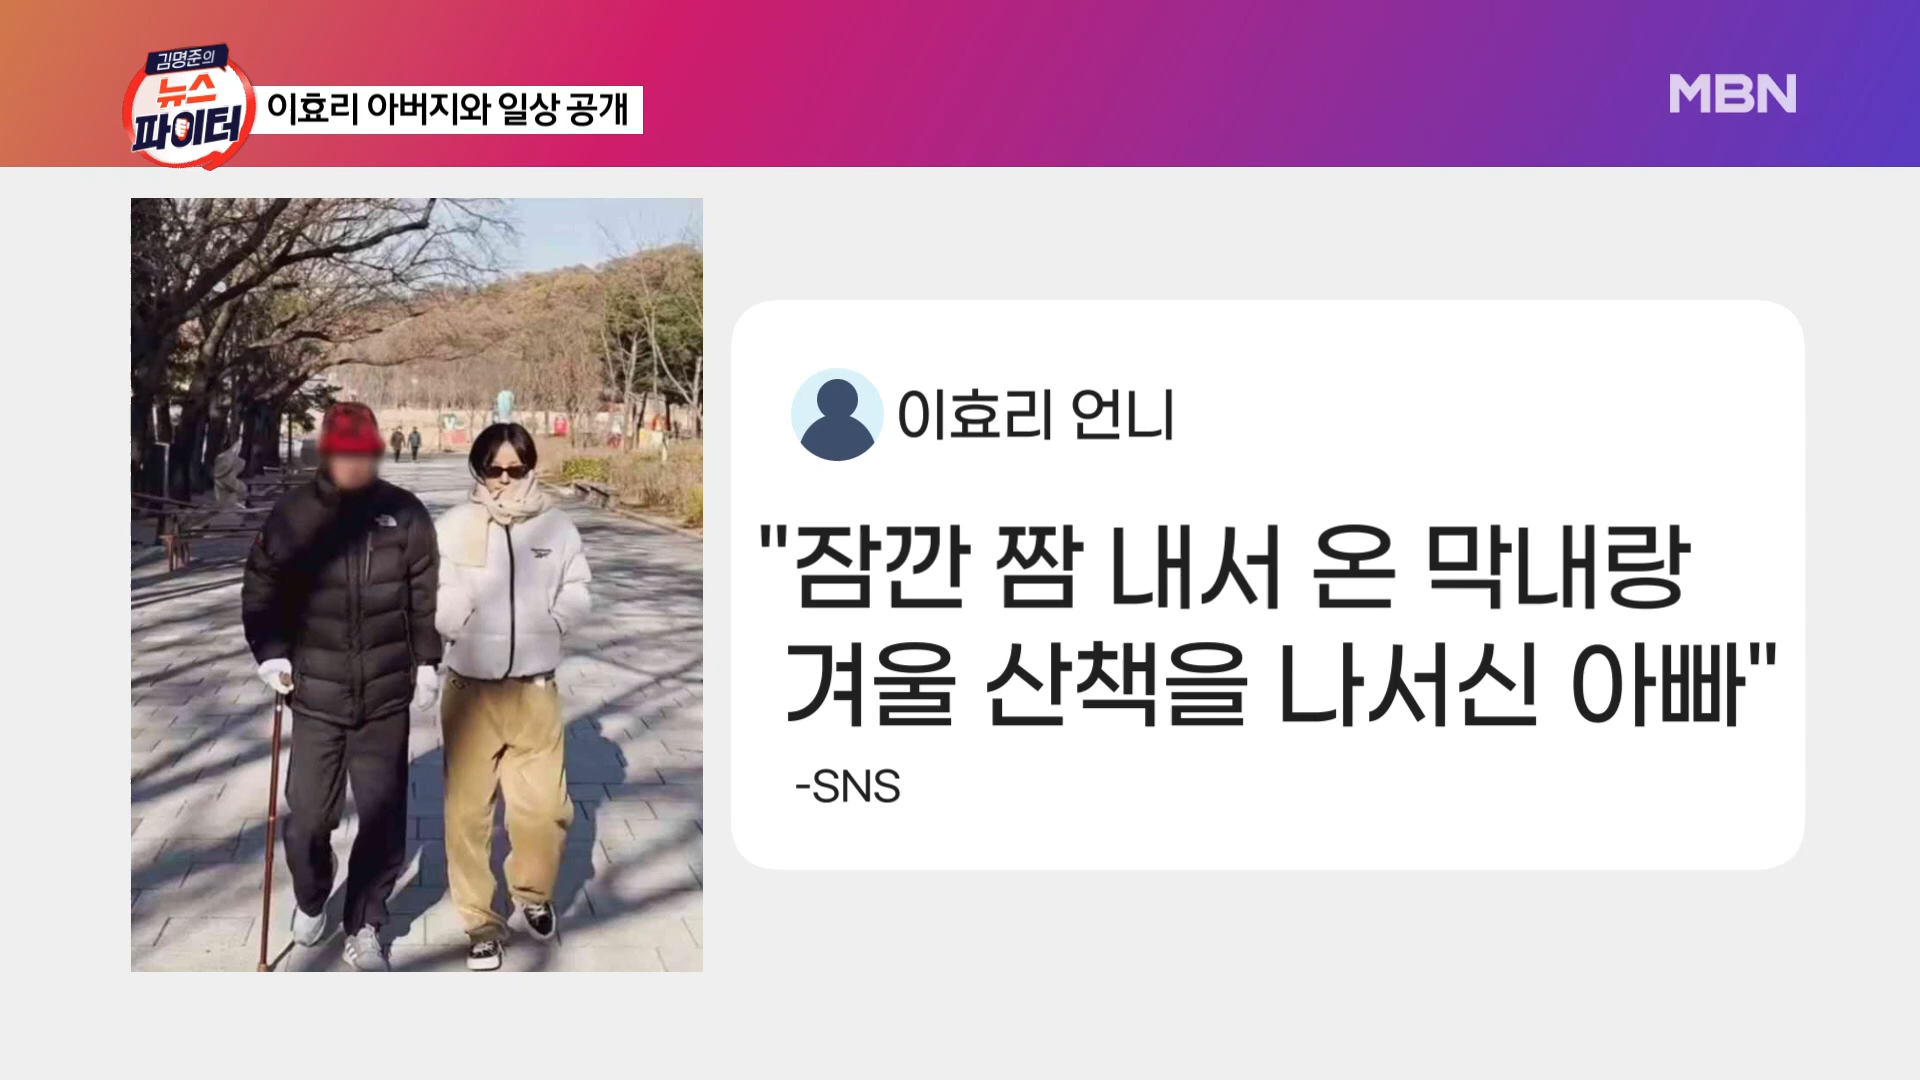 김명준의
뉴스
파이터
이효리 아버지와 일상 공개
MBN
이효리 언니
"잠깐 짬 내서 온 막내랑
겨울 산책을 나서신 아빠"
-SNS